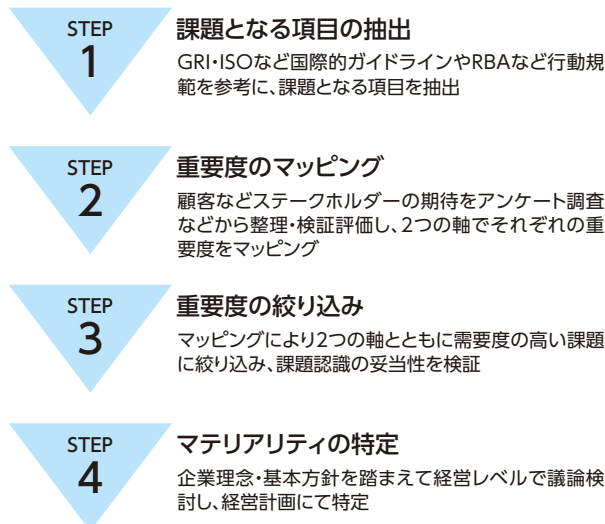 STEP
1
課題となる項目の抽出
GRI・ISOなど国際的ガイドラインやRBAなど行動規
範を参考に、課題となる項目を抽出
STEP
2
重要度のマッピング
顧客などステークホルダーの期待をアンケート調査
などから整理・検証評価し、2つの軸でそれぞれの重
要度をマッピング
STEP
3
重要度の絞り込み
マッピングにより2つの軸とともに需要度の高い課題
に絞り込み、課題認識の妥当性を検証
STEP
4
マテリアリティの特定
企業理念・基本方針を踏まえて経営レベルで議論検
討し、経営計画にて特定